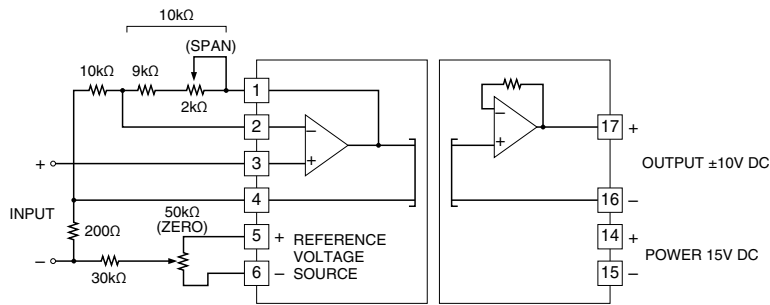 10kΩ
(SPAN)
10kΩ
9kΩ
2kΩ
1
2
3
4
5
6
−
+
+
INPUT
−
200Ω
30kΩ
50kΩ
(ZERO)
+ REFERENCE
VOLTAGE
− SOURCE
−
+
17 +
OUTPUT ±10V DC
16 −
14 +
POWER 15V DC
15 −